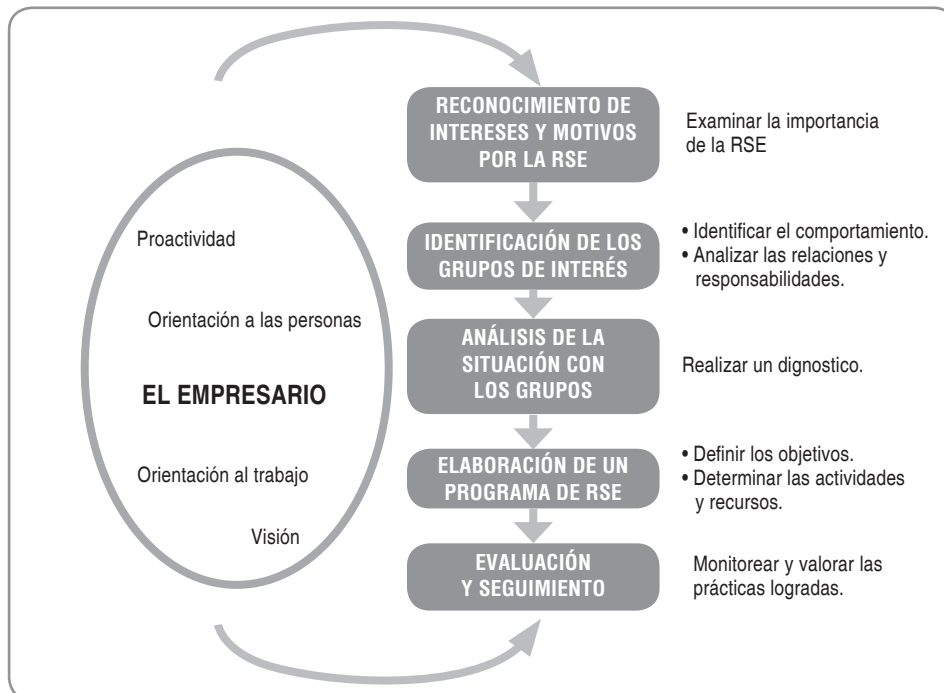 Proactividad
Orientación a las personas
EL EMPRESARIO
Orientación al trabajo
Visión
RECONOCIMIENTO DE
INTERESES Y MOTIVOS
POR LA RSE
Examinar la importancia
de la RSE
IDENTIFICACIÓN DE LOS
GRUPOS DE INTERÉS
• Identificar el comportamiento.
• Analizar las relaciones y
responsabilidades.
ANÁLISIS DE LA
SITUACIÓN CON
LOS GRUPOS
Realizar un dignostico.
ELABORACIÓN DE UN
PROGRAMA DE RSE
• Definir los objetivos.
• Determinar las actividades
y recursos.
EVALUACIÓN
Y SEGUIMIENTO
Monitorear y valorar las
prácticas logradas.